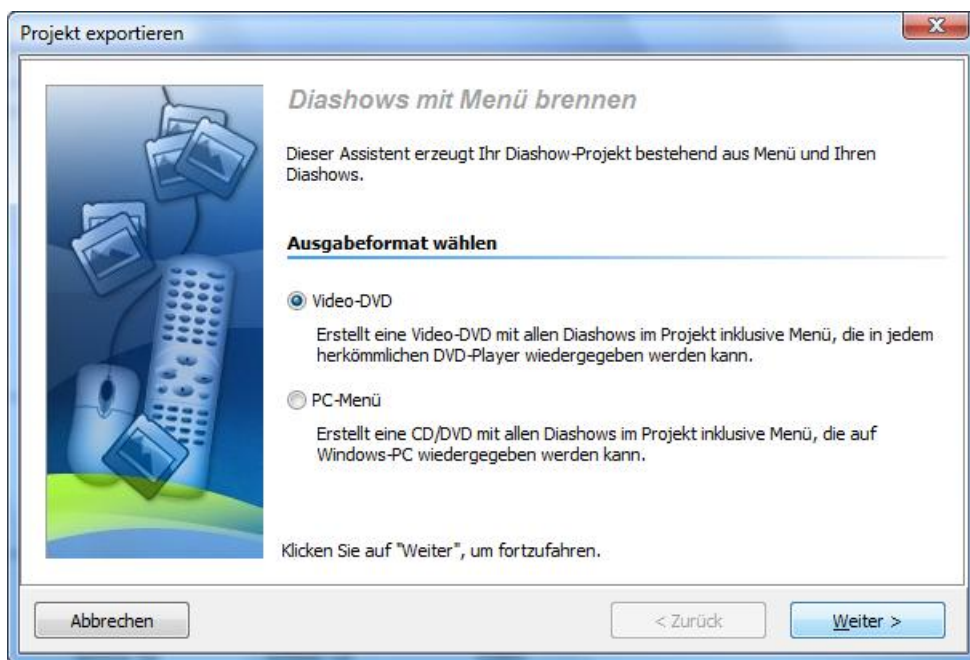 Projekt exportieren
Diashows mit Menü brennen
Dieser Assistent erzeugt Ihr Diashow-Projekt bestehend aus Menü und Ihren
Diashows.
Ausgabeformat wählen
Video-DVD
Erstellt eine Video-DVD mit allen Diashows im Projekt inklusive Menü, die in jedem
herkömmlichen DVD-Player wiedergegeben werden kann.
PC-Menü
Erstellt eine CD/DVD mit allen Diashows im Projekt inklusive Menü, die auf
Windows-PC wiedergegeben werden kann.
Klicken Sie auf "Weiter", um fortzufahren.
Abbrechen
< Zurück
Weiter >